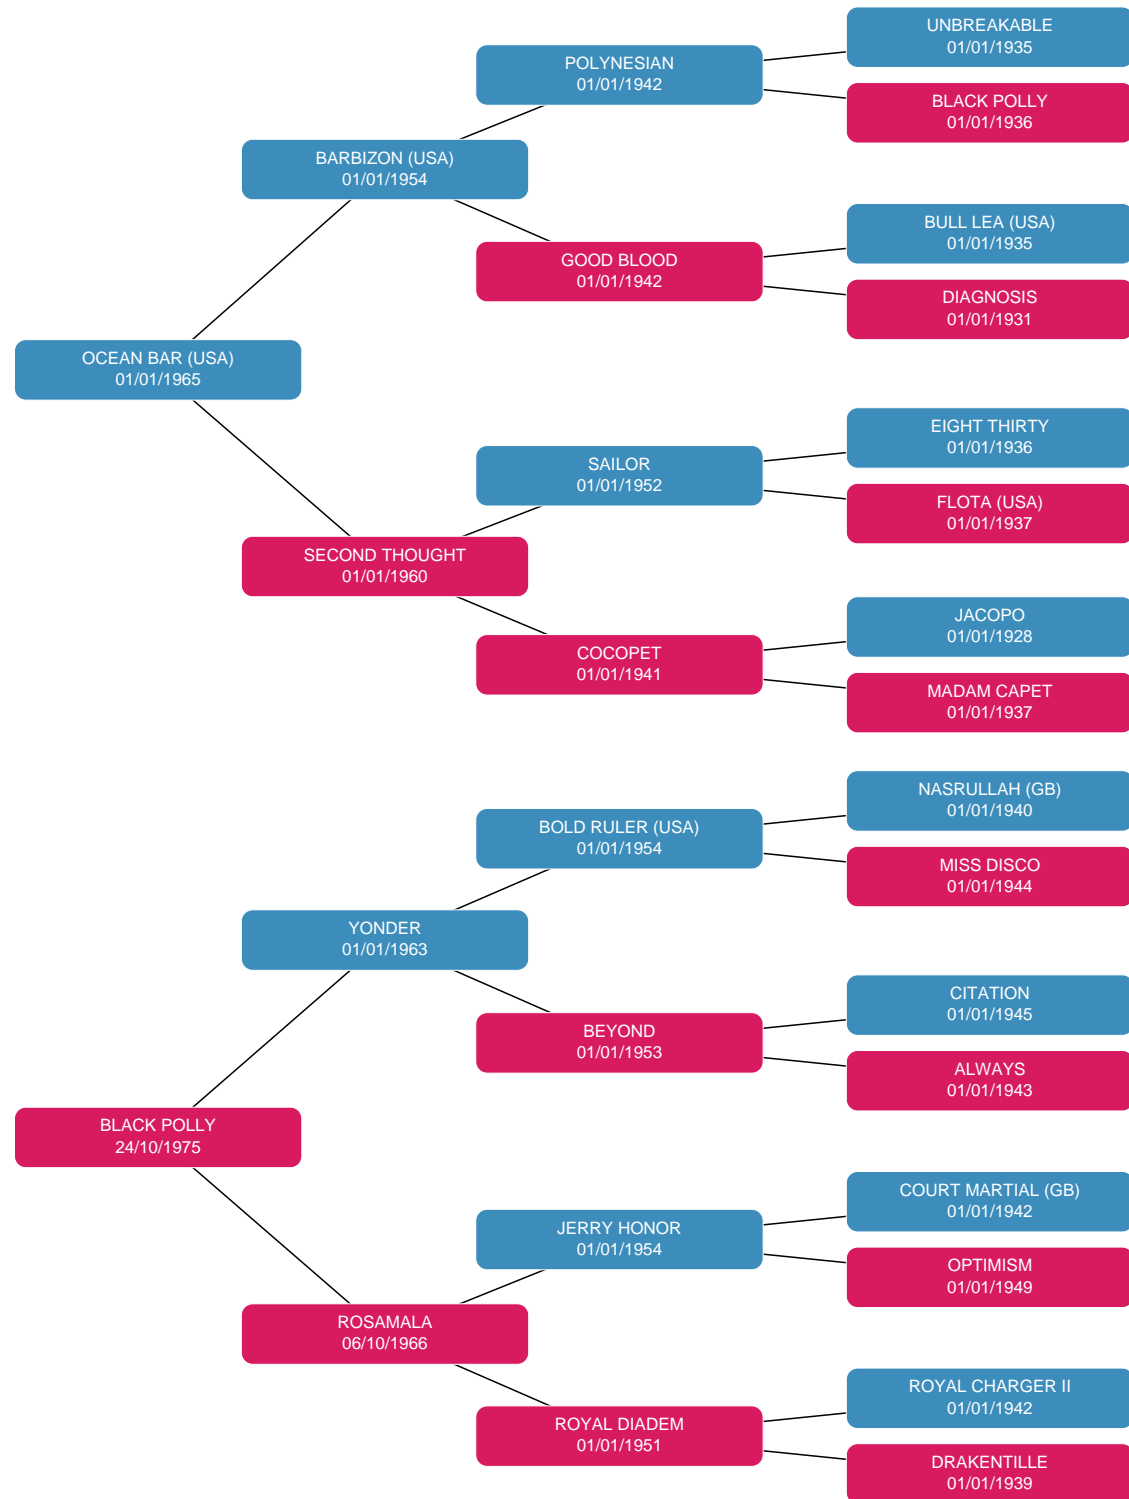 UNBREAKABLE
01/01/1935
POLYNESIAN
01/01/1942
BLACK POLLY
01/01/1936
BARBIZON (USA)
01/01/1954
BULL LEA (USA)
01/01/1935
GOOD BLOOD
01/01/1942
DIAGNOSIS
01/01/1931
OCEAN BAR (USA)
01/01/1965
EIGHT THIRTY
01/01/1936
SAILOR
01/01/1952
FLOTA (USA)
01/01/1937
SECOND THOUGHT
01/01/1960
JACOPO
01/01/1928
COCOPET
01/01/1941
MADAM CAPET
01/01/1937
NASRULLAH (GB)
01/01/1940
BOLD RULER (USA)
01/01/1954
MISS DISCO
01/01/1944
YONDER
01/01/1963
CITATION
01/01/1945
BEYOND
01/01/1953
ALWAYS
01/01/1943
BLACK POLLY
24/10/1975
COURT MARTIAL (GB)
01/01/1942
JERRY HONOR
01/01/1954
OPTIMISM
01/01/1949
ROSAMALA
06/10/1966
ROYAL CHARGER II
01/01/1942
ROYAL DIADEM
01/01/1951
DRAKENTILLE
01/01/1939